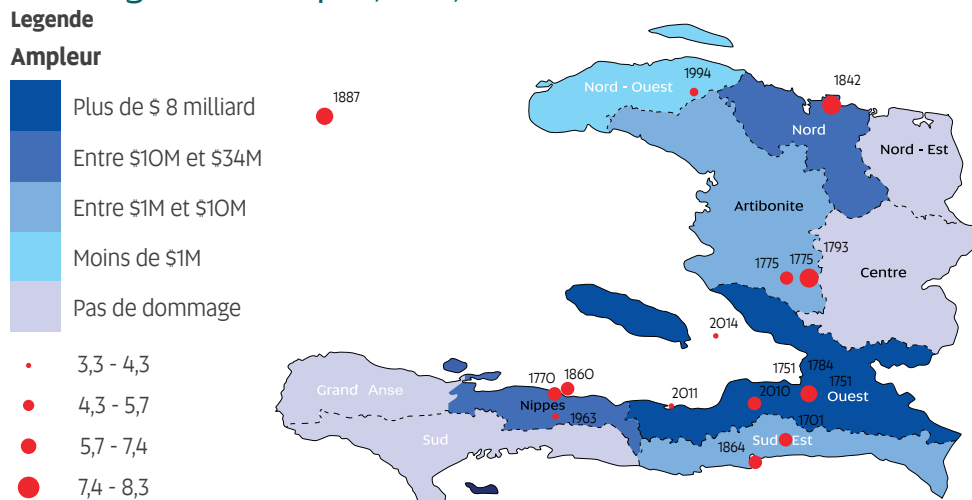 Legende
Ampleur
Plus de $ 8 milliard
Entre $10M et $34M
Entre $1M et $10M
Moins de $1M
Pas de dommage
3,3 - 4,3
4,3 - 5,7
5,7 - 7,4
7,4 - 8,3
1887
1994
Nord - Ouest
1842
Nord
Nord - Est
Artibonite
1793
1775
1775
Centre
2014
1751
1784
1751
2010
Ouest
1770
1860
2011
Grand Anse
Nippes
1963
1701
Sud
1864
Sud Est